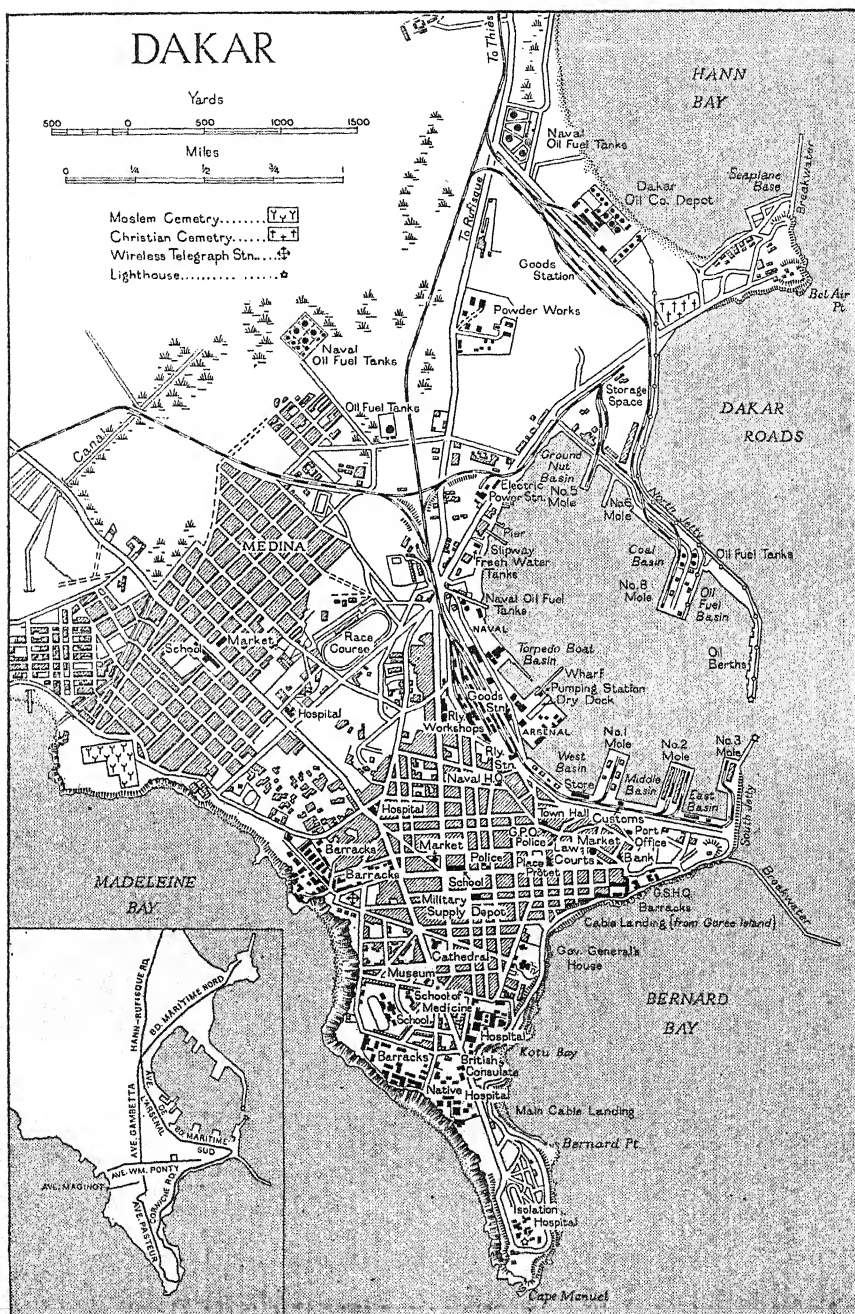 DAKAR
Yards
500 0 500 1000 1500
Miles
0 1/4 1/2 3/4 1
Moslem Cemetry
Christian Cemetry
Wireless Telegraph Stn.
Lighthouse
To Thiès
HANN
BAY
Naval
Oil Fuel Tanks
Dakar
Oil Co. Depot
Seaplane
Base
Breakwater
To Rufisque
Goods
Station
Bel Air
Pt
Powder Works
Naval
Oil Fuel Tanks
Storage
Space
DAKAR
ROADS
Oil Fuel Tanks
Canal
Ground
Nut
Basin
No.5
Mole
No.6
Mole
North Jetty
Electric
Power Stn.
Pier
Slipway
Fresh Water
Tanks
Coal
Basin
Oil Fuel Tanks
No.8
Mole
Oil
Fuel
Basin
MEDINA
Naval Oil Fuel
Tanks
NAVAL
Race
Course
School
Market
Torpedo Boat
Basin
Oil
Berths
Wharf
Pumping Station
Dry Dock
Goods
Stn.
ARSENAL
Hospital
Rly.
Workshops
Rly.
Stn.
Naval H.Q.
West
Basin
Store
No.1
Mole
Middle
Basin
No.2
Mole
No.3
Mole
East
Basin
South Jetty
Hospital
Town Hall
Customs
G.P.O.
Police
Law
Courts
Market
Port
Office
Bank
Barracks
Market
Police
Place
Protet
Barracks
School
Military
Supply Depot
G.S.H.Q.
Barracks
Breakwater
Cable Landing (from Goree Island)
MADELEINE
BAY
Cathedral
Gov. General's
House
Museum
School of
Medicine
School
BERNARD
BAY
Hospital
Kotu Bay
Barracks
British
Consulate
Native
Hospital
Main Cable Landing
Bernard Pt.
Isolation
Hospital
Cape Manuel
HANN-RUFISQUE RD.
BD. MARITIME NORD
AVE. GAMBETTA
AVE. DE L'ARSENAL
BD. MARITIME
SUD
AVE. WM. PONTY
AVE. MAGINOT
CORNICHE RD.
AVE. PASTEUR